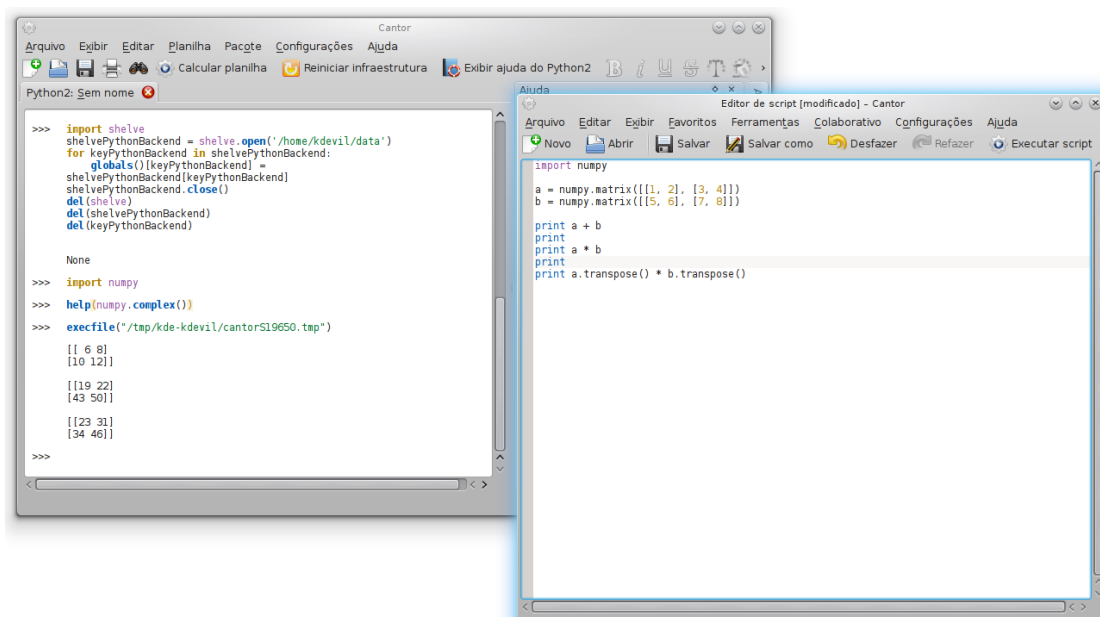 Cantor
Arquivo Exibir Editar Planilha Pacote Configurações Ajuda
Calcular planilha Reiniciar infraestrutura Exibir ajuda do Python2
Python2: Sem nome
>>> import shelve
shelvePythonBackend = shelve.open('/home/kdevil/data')
for keyPythonBackend in shelvePythonBackend:
globals()[keyPythonBackend] =
shelvePythonBackend[keyPythonBackend]
shelvePythonBackend.close()
del(shelve)
del(shelvePythonBackend)
del(keyPythonBackend)
None
>>> import numpy
>>> help(numpy.complex())
>>> execfile("/tmp/kde-kdevil/cantorS19650.tmp")
[[ 6 8]
[10 12]]
[[19 22]
[43 50]]
[[23 31]
[34 46]]
>>>
Ajuda
Editor de script [modificado] - Cantor
Arquivo Editar Exibir Favoritos Ferramentas Colaborativo Configurações Ajuda
Novo Abrir Salvar Salvar como Desfazer Refazer Executar script
import numpy
a = numpy.matrix([[1, 2], [3, 4]])
b = numpy.matrix([[5, 6], [7, 8]])
print a + b
print
print a * b
print
print a.transpose() * b.transpose()